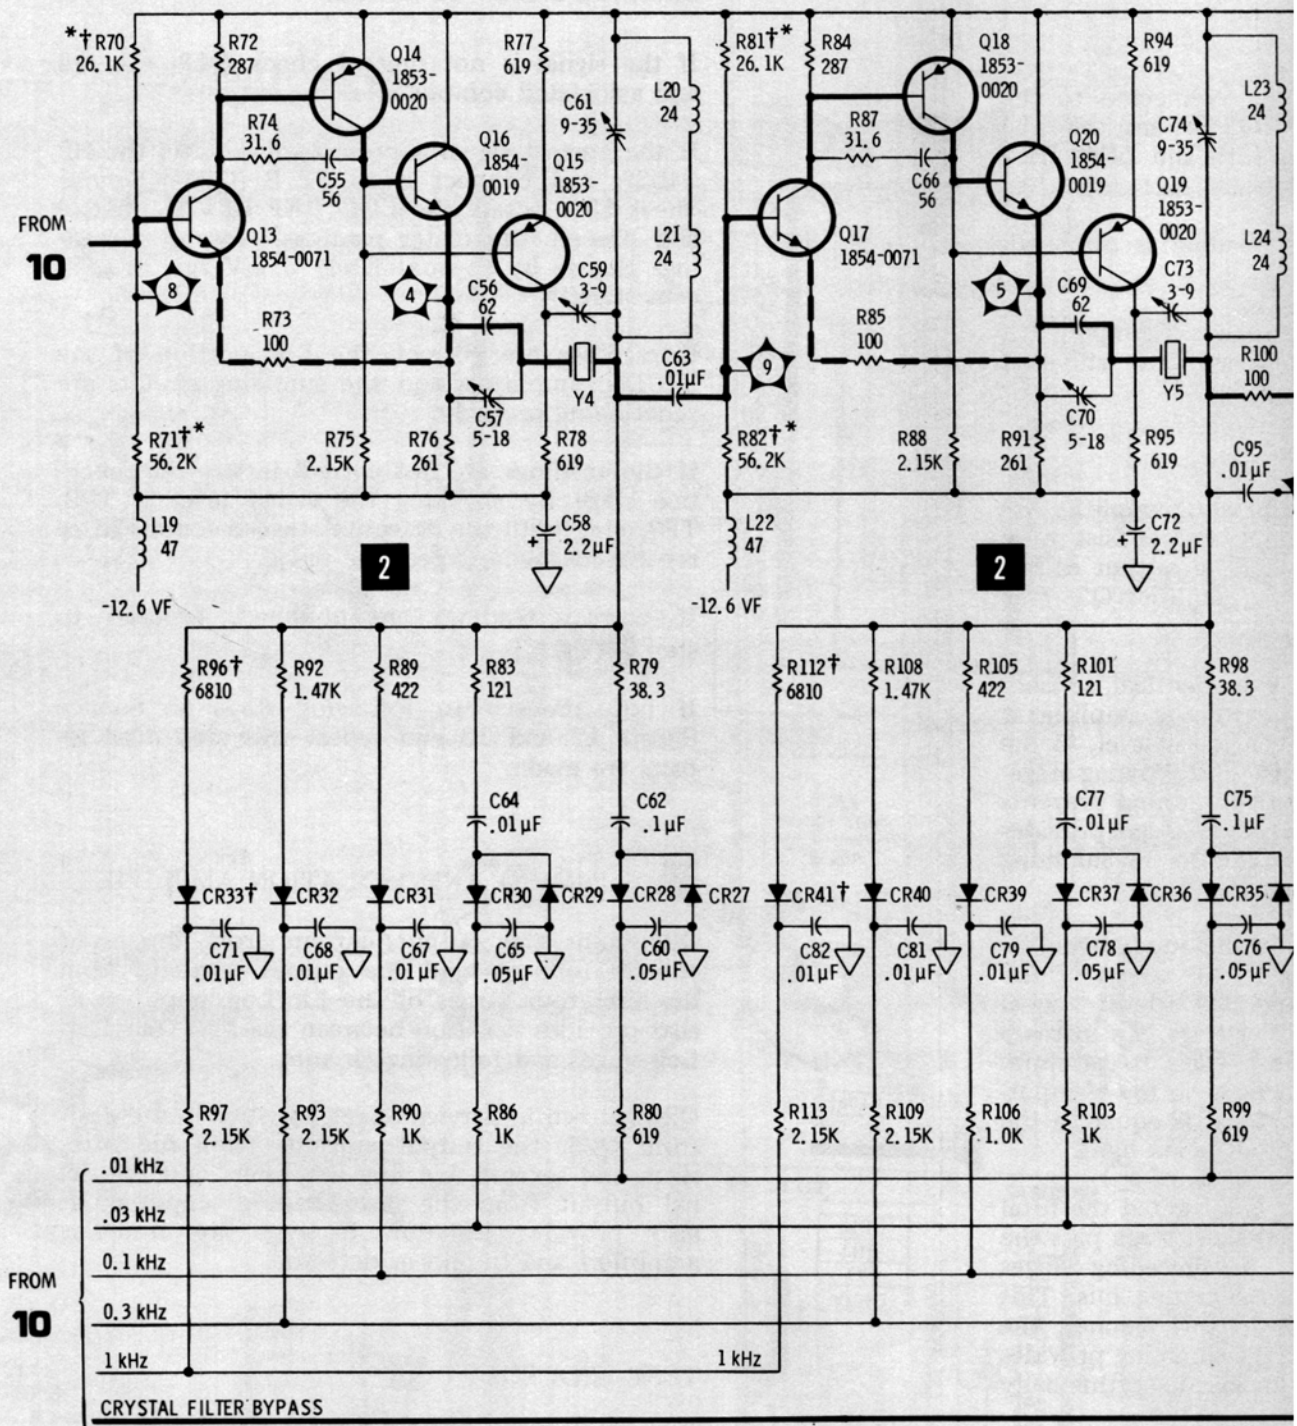 *† R70
26.1K
R72
287
Q14
1853-
0020
R77
619
C61
9-35
L20
24
R74
31.6
C55
56
Q16
1854-
0019
Q15
1853-
0020
FROM
10
Q13
1854-0071
8
4
L21
24
C56
62
C59
3-9
R73
100
Y4
C57
5-18
C63
.01µF
R71†*
56.2K
R75
2.15K
R76
261
R78
619
L19
47
C58
+ 2.2µF
2
-12.6 VF
R81†*
26.1K
R84
287
Q18
1853-
0020
R94
619
C74
9-35
L23
24
R87
31.6
C66
56
Q20
1854-
0019
Q19
1853-
0020
Q17
1854-0071
9
5
L24
24
C69
62
C73
3-9
R85
100
Y5
C70
5-18
R100
100
R82†*
56.2K
R88
2.15K
R91
261
R95
619
C95
.01µF
L22
47
C72
+ 2.2µF
2
-12.6 VF
R96†
6810
R92
1.47K
R89
422
R83
121
R79
38.3
R112†
6810
R108
1.47K
R105
422
R101
121
R98
38.3
C64
.01µF
C62
.1µF
C77
.01µF
C75
.1µF
CR33†
CR32
CR31
CR30
CR29
CR28
CR27
CR41†
CR40
CR39
CR37
CR36
CR35
C71
.01µF
C68
.01µF
C67
.01µF
C65
.05µF
C60
.05µF
C82
.01µF
C81
.01µF
C79
.01µF
C78
.05µF
C76
.05µF
R97
2.15K
R93
2.15K
R90
1K
R86
1K
R80
619
R113
2.15K
R109
2.15K
R106
1.0K
R103
1K
R99
619
FROM
10
.01 kHz
.03 kHz
0.1 kHz
0.3 kHz
1 kHz
1 kHz
CRYSTAL FILTER BYPASS